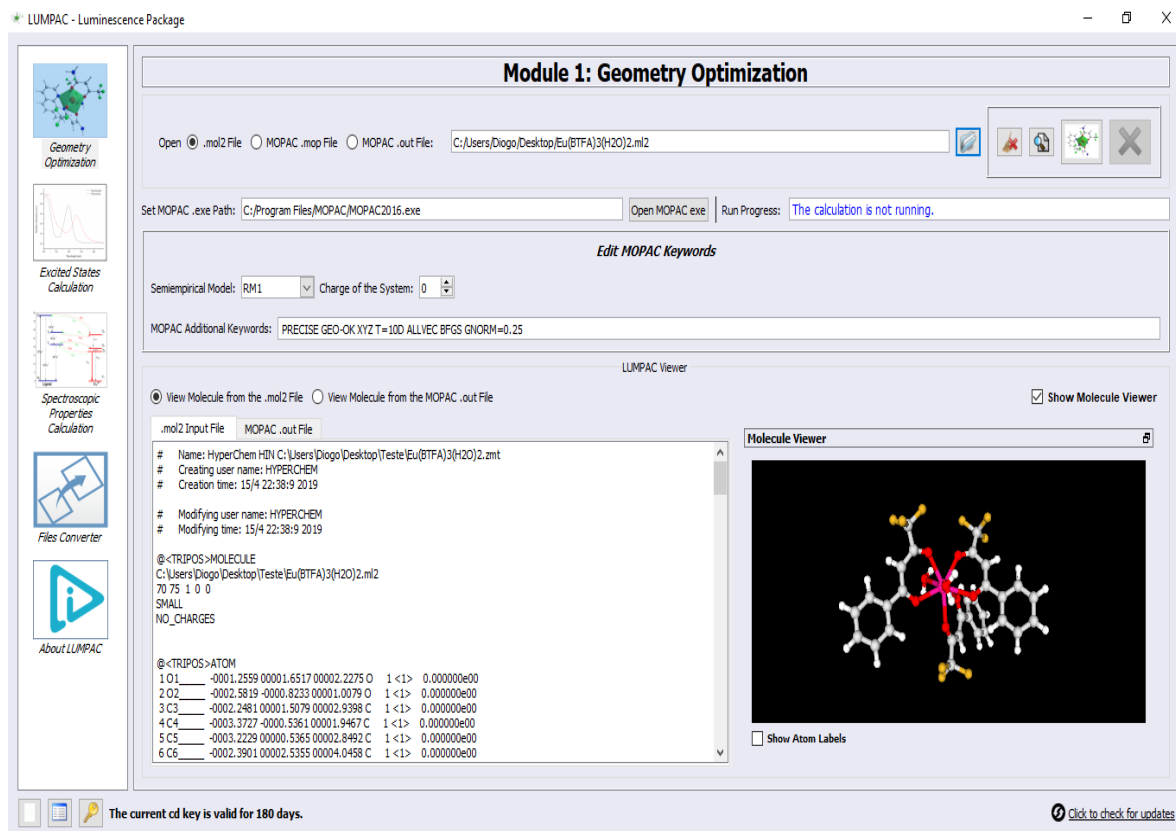 LUMPAC - Luminescence Package
Geometry
Optimization
Excited States
Calculation
Spectroscopic
Properties
Calculation
Files Converter
About LUMPAC
Module 1: Geometry Optimization
Open .mol2 File MOPAC .mop File MOPAC .out File: C:/Users/Diogo/Desktop/Eu(BTFA)3(H2O)2.ml2
Set MOPAC .exe Path: C:/Program Files/MOPAC/MOPAC2016.exe Open MOPAC exe Run Progress: The calculation is not running.
Edit MOPAC Keywords
Semiempirical Model: RM1 Charge of the System: 0
MOPAC Additional Keywords: PRECISE GEO-OK XYZ T=10D ALLVEC BFGS GNORM=0.25
LUMPAC Viewer
View Molecule from the .mol2 File View Molecule from the MOPAC .out File Show Molecule Viewer
.mol2 Input File MOPAC .out File
# Name: HyperChem HIN C:\Users\Diogo\Desktop\Teste\Eu(BTFA)3(H2O)2.zmt
# Creating user name: HYPERCHEM
# Creation time: 15/4 22:38:9 2019
# Modifying user name: HYPERCHEM
# Modifying time: 15/4 22:38:9 2019
@<TRIPOS>MOLECULE
C:\Users\Diogo\Desktop\Teste\Eu(BTFA)3(H2O)2.ml2
70 75 1 0 0
SMALL
NO_CHARGES
@<TRIPOS>ATOM
1 O1_____ -0001.2559 00001.6517 00002.2275 O 1 <1> 0.000000e00
2 O2_____ -0002.5819 -0000.8233 00001.0079 O 1 <1> 0.000000e00
3 C3_____ -0002.2481 00001.5079 00002.9398 C 1 <1> 0.000000e00
4 C4_____ -0003.3727 -0000.5361 00001.9467 C 1 <1> 0.000000e00
5 C5_____ -0003.2229 00000.5365 00002.8492 C 1 <1> 0.000000e00
6 C6_____ -0002.3901 00002.5355 00004.0458 C 1 <1> 0.000000e00
Molecule Viewer
Show Atom Labels
The current cd key is valid for 180 days.
Click to check for updates